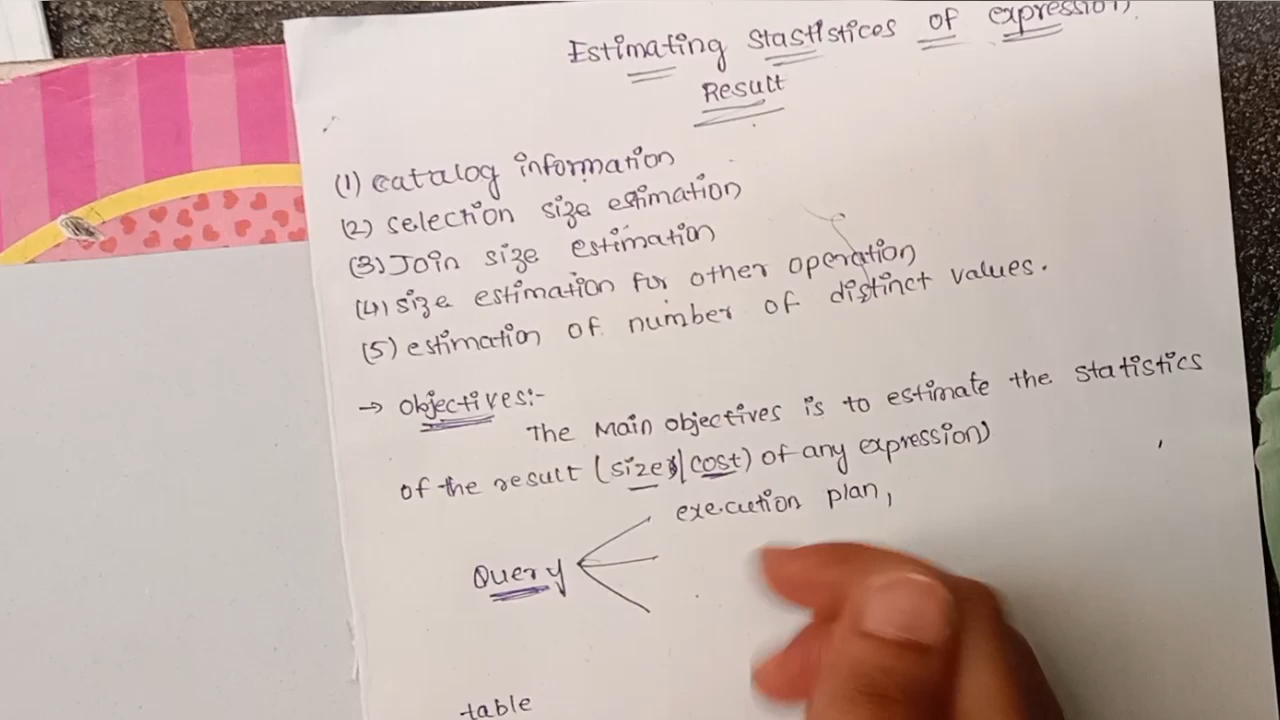 Estimating Stastistices of expression
Result
(1) catalog information
(2) selection size estimation
(3) Join size estimation
(4) size estimation for other operation
(5) estimation of number of distinct values.
→ Objectives:-
The Main objectives is to estimate the statistics
of the result (size|cost) of any expression)
execution plan,
Query
table